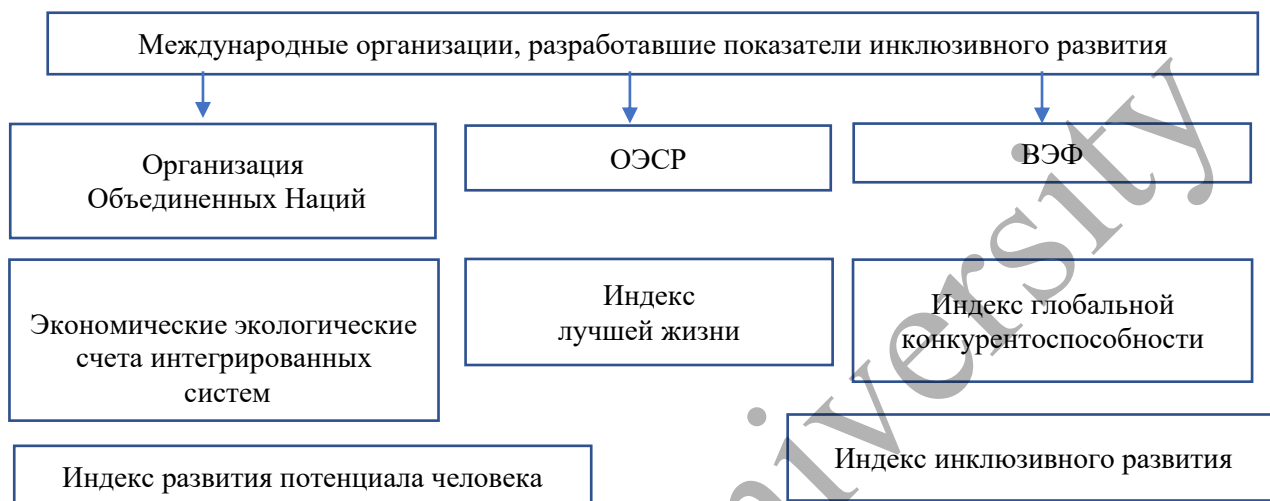 Международные организации, разработавшие показатели инклюзивного развития
Организация
Объединенных Наций
ОЭСР
ВЭФ
Экономические экологические
счета интегрированных
систем
Индекс
лучшей жизни
Индекс глобальной
конкурентоспособности
Индекс развития потенциала человека
Индекс инклюзивного развития